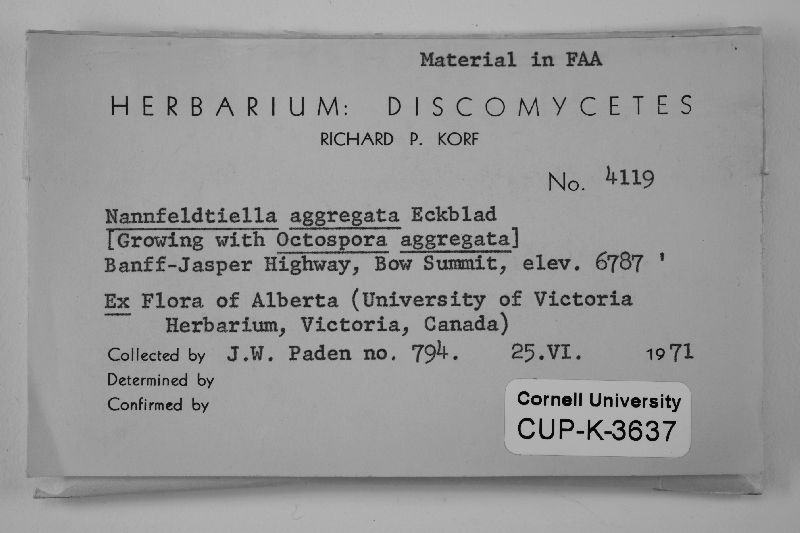 Material in FAA
HERBARIUM: DISCOMYCETES
RICHARD P. KORF
No. 4119
Nannfeldtiella aggregata Eckblad
[Growing with Octospora aggregata]
Banff-Jasper Highway, Bow Summit, elev. 6787 '
Ex Flora of Alberta (University of Victoria
Herbarium, Victoria, Canada)
Collected by J.W. Paden no. 794. 25.VI. 1971
Determined by
Confirmed by
Cornell University
CUP-K-3637